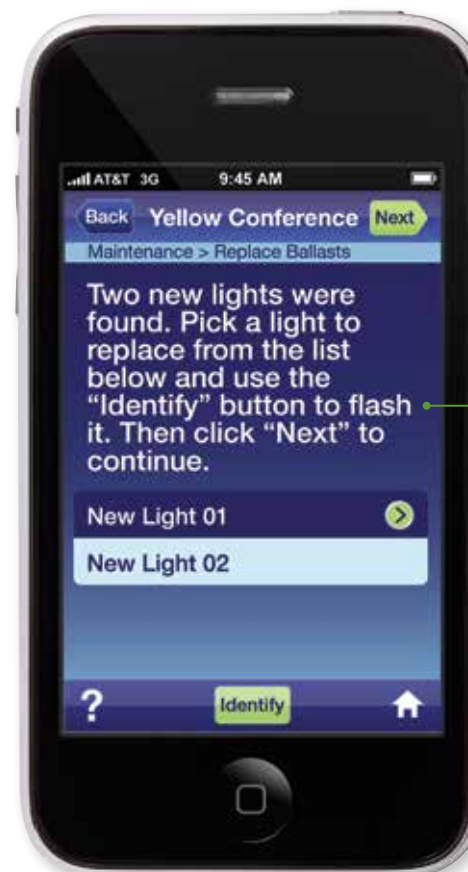 AT&T 3G 9:45 AM
Back Yellow Conference Next
Maintenance > Replace Ballasts
Two new lights were
found. Pick a light to
replace from the list
below and use the
“Identify” button to flash
it. Then click “Next” to
continue.
New Light 01
New Light 02
? Identify